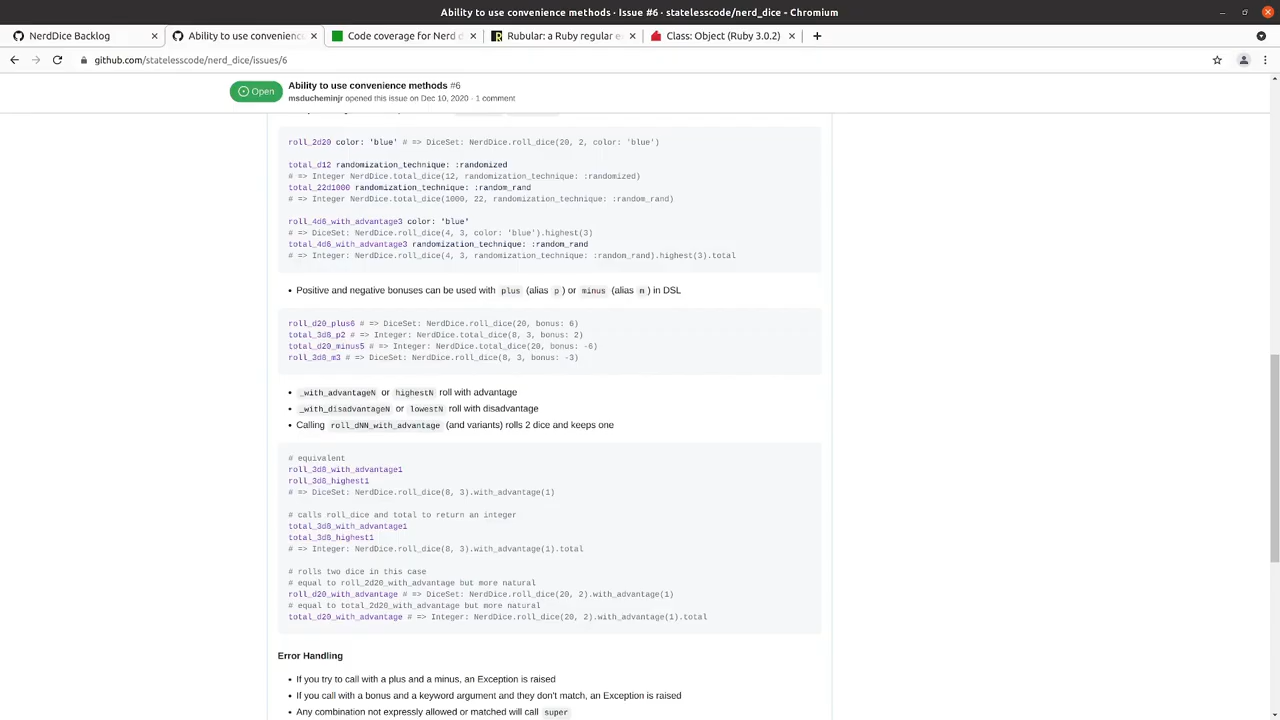 Ability to use convenience methods · Issue #6 · statelesscode/nerd_dice - Chromium
NerdDice Backlog
Ability to use convenienc
Code coverage for Nerd d
Rubular: a Ruby regular e
Class: Object (Ruby 3.0.2)
github.com/statelesscode/nerd_dice/issues/6
Open
Ability to use convenience methods #6
msducheminjr opened this issue on Dec 10, 2020 · 1 comment
roll_2d20 color: 'blue' # => DiceSet: NerdDice.roll_dice(20, 2, color: 'blue')
total_d12 randomization_technique: :randomized
# => Integer NerdDice.total_dice(12, randomization_technique: :randomized)
total_22d1000 randomization_technique: :random_rand
# => Integer NerdDice.total_dice(1000, 22, randomization_technique: :random_rand)
roll_4d6_with_advantage3 color: 'blue'
# => DiceSet: NerdDice.roll_dice(4, 3, color: 'blue').highest(3)
total_4d6_with_advantage3 randomization_technique: :random_rand
# => Integer: NerdDice.roll_dice(4, 3, randomization_technique: :random_rand).highest(3).total
• Positive and negative bonuses can be used with plus (alias p ) or minus (alias m ) in DSL
roll_d20_plus6 # => DiceSet: NerdDice.roll_dice(20, bonus: 6)
total_3d8_p2 # => Integer: NerdDice.total_dice(8, 3, bonus: 2)
total_d20_minus5 # => Integer: NerdDice.total_dice(20, bonus: -6)
roll_3d8_m3 # => DiceSet: NerdDice.roll_dice(8, 3, bonus: -3)
• _with_advantageN or highestN roll with advantage
• _with_disadvantageN or lowestN roll with disadvantage
• Calling roll_dNN_with_advantage (and variants) rolls 2 dice and keeps one
# equivalent
roll_3d8_with_advantage1
roll_3d8_highest1
# => DiceSet: NerdDice.roll_dice(8, 3).with_advantage(1)
# calls roll_dice and total to return an integer
total_3d8_with_advantage1
total_3d8_highest1
# => Integer: NerdDice.roll_dice(8, 3).with_advantage(1).total
# rolls two dice in this case
# equal to roll_2d20_with_advantage but more natural
roll_d20_with_advantage # => DiceSet: NerdDice.roll_dice(20, 2).with_advantage(1)
# equal to total_2d20_with_advantage but more natural
total_d20_with_advantage # => Integer: NerdDice.roll_dice(20, 2).with_advantage(1).total
Error Handling
• If you try to call with a plus and a minus, an Exception is raised
• If you call with a bonus and a keyword argument and they don't match, an Exception is raised
• Any combination not expressly allowed or matched will call super